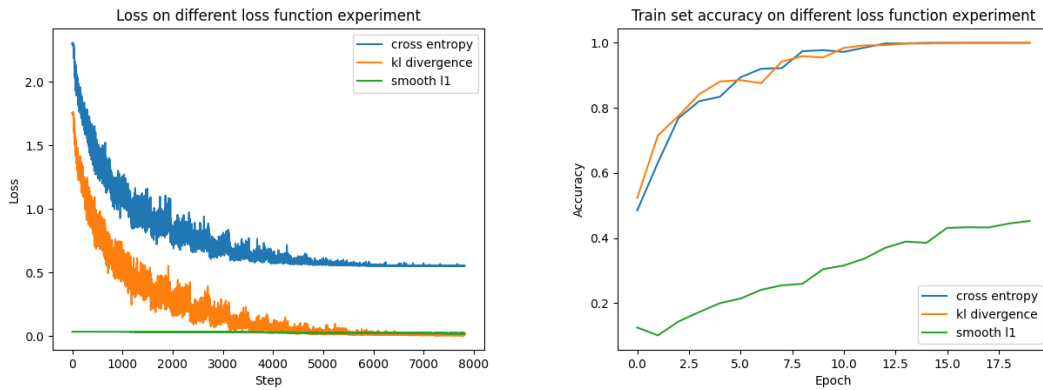 Loss on different loss function experiment
cross entropy
kl divergence
smooth l1
2.0
1.5
1.0
0.5
0.0
Loss
0 1000 2000 3000 4000 5000 6000 7000 8000
Step
Train set accuracy on different loss function experiment
1.0
0.8
0.6
0.4
0.2
Accuracy
cross entropy
kl divergence
smooth l1
0.0 2.5 5.0 7.5 10.0 12.5 15.0 17.5
Epoch